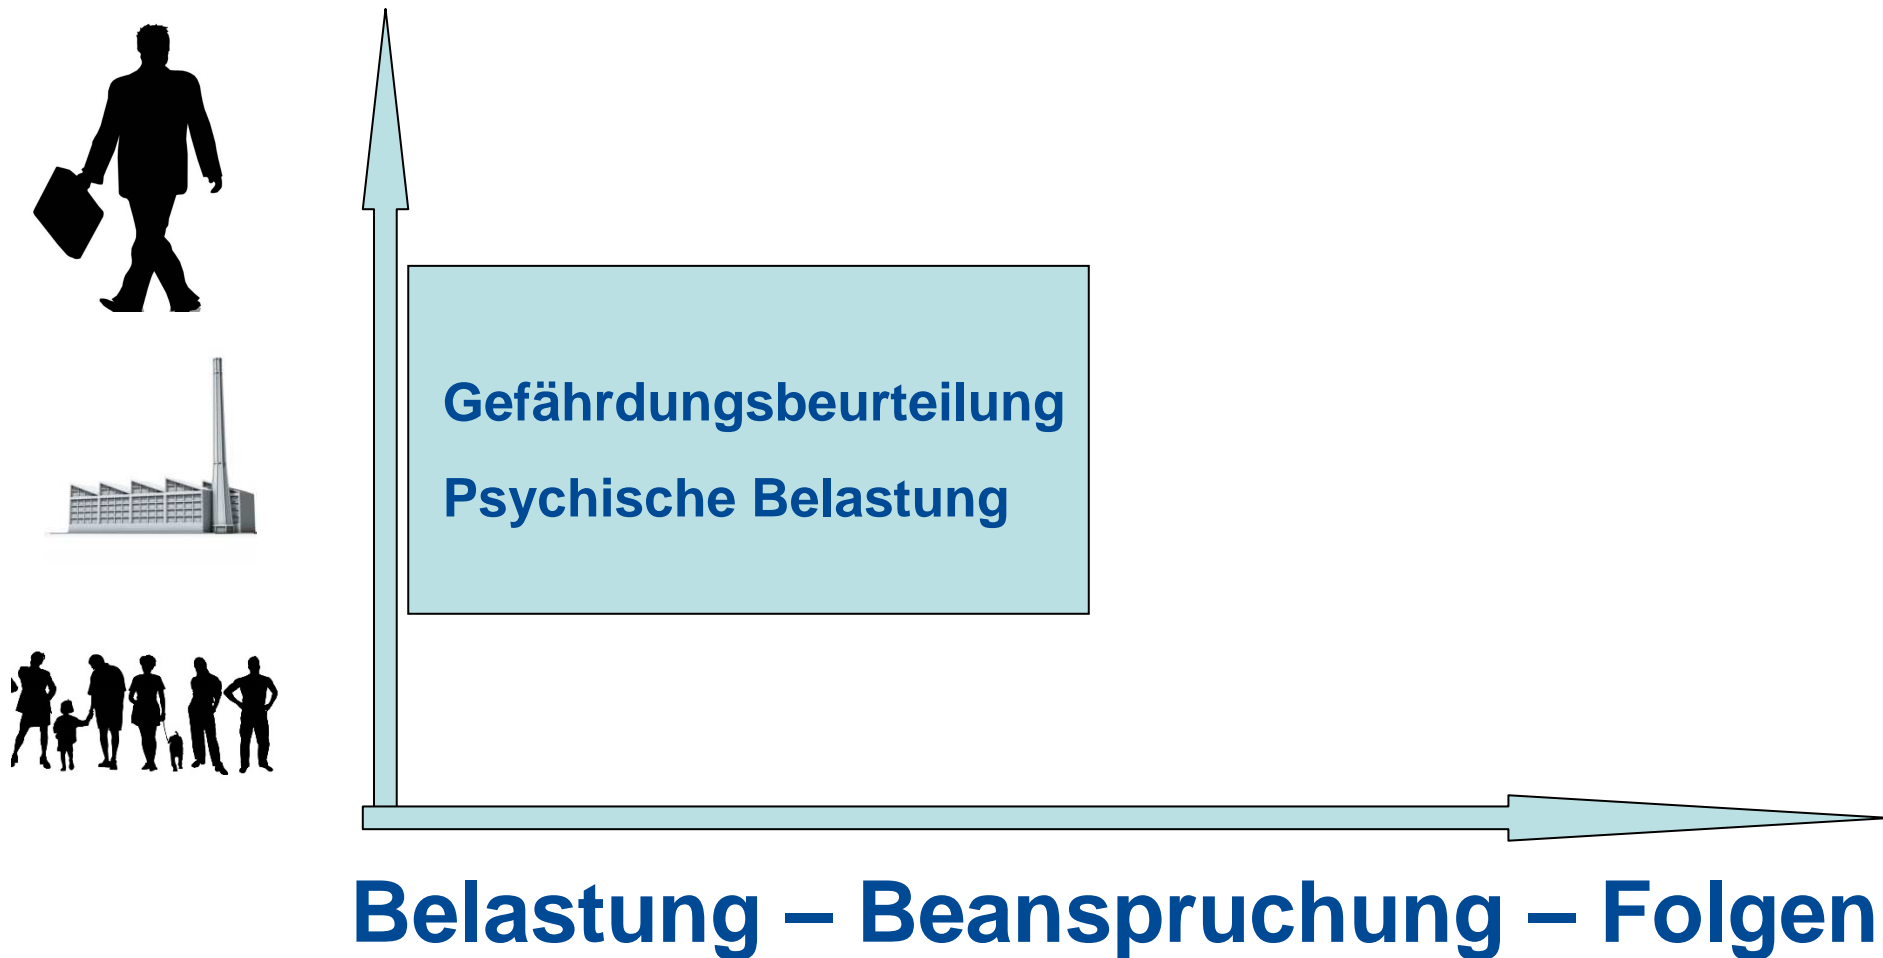 Gefährdungsbeurteilung
Psychische Belastung
Belastung – Beanspruchung – Folgen